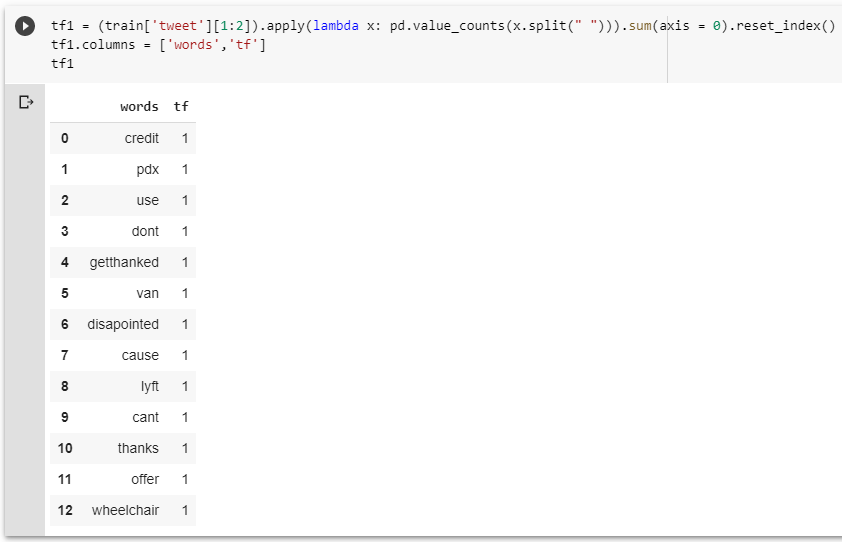 tf1 = (train['tweet'][1:2]).apply(lambda x: pd.value_counts(x.split(" "))).sum(axis = 0).reset_index()
tf1.columns = ['words','tf']
tf1
words tf
0 credit 1
1 pdx 1
2 use 1
3 dont 1
4 getthanked 1
5 van 1
6 disapointed 1
7 cause 1
8 lyft 1
9 cant 1
10 thanks 1
11 offer 1
12 wheelchair 1